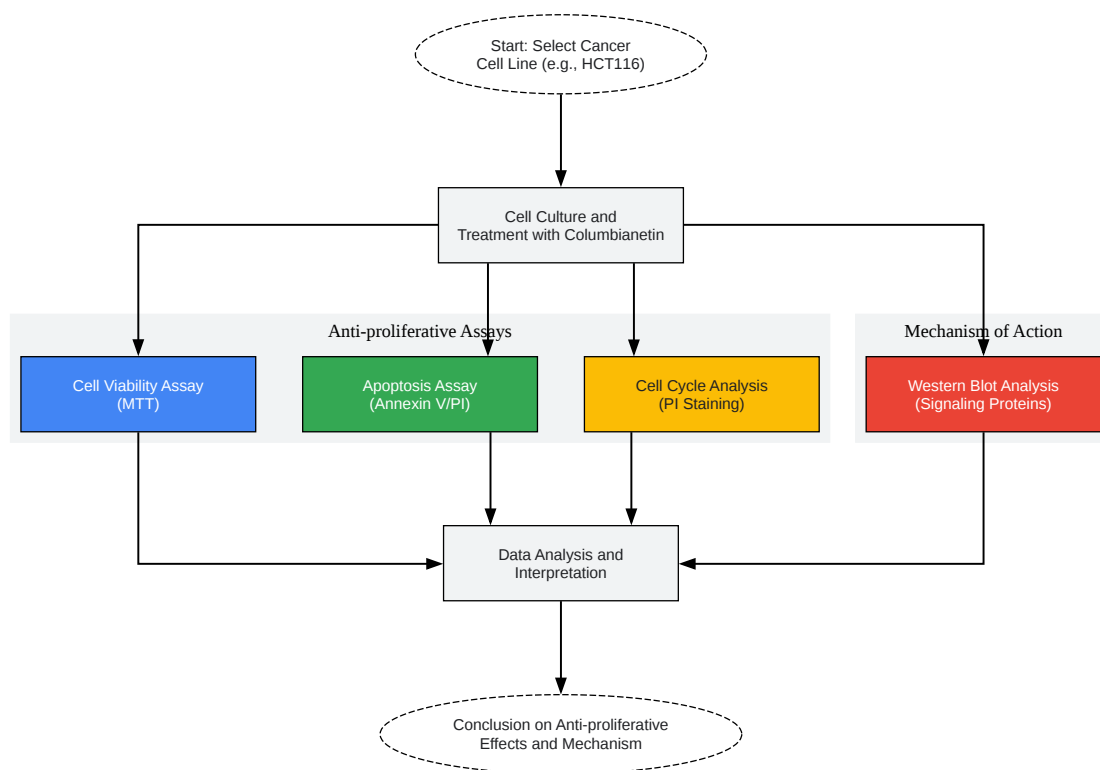 Start: Select Cancer
Cell Line (e.g., HCT116)
Cell Culture and
Treatment with Columbianetin
Anti-proliferative Assays
Mechanism of Action
Cell Viability Assay
(MTT)
Apoptosis Assay
(Annexin V/PI)
Cell Cycle Analysis
(PI Staining)
Western Blot Analysis
(Signaling Proteins)
Data Analysis and
Interpretation
Conclusion on Anti-proliferative
Effects and Mechanism